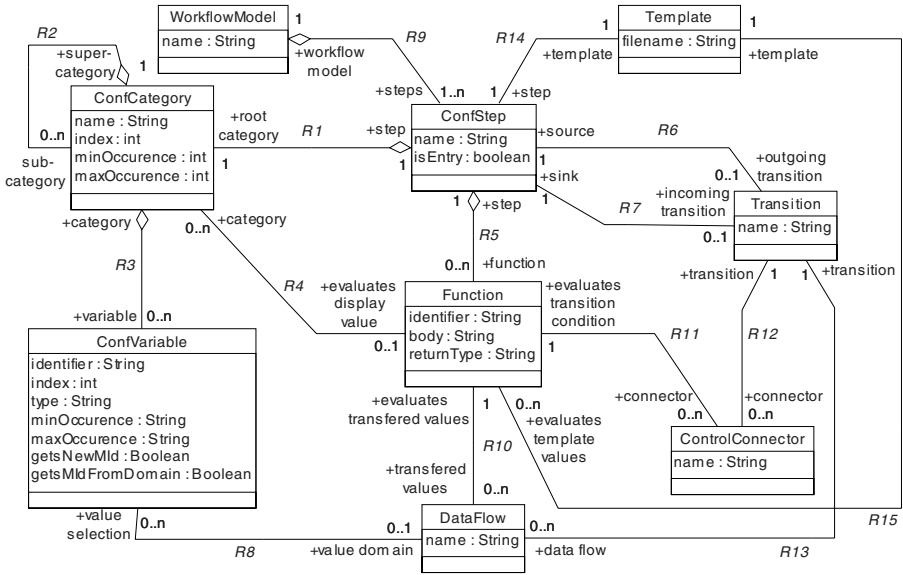 R2
WorkflowModel
name : String
1
R9
+workflow
model
R14
1
+template
Template
filename : String
1
+template
+super-
category
1
ConfCategory
name : String
index : int
minOccurence : int
maxOccurence : int
0..n
sub-
category
+root
category
1
R1
+step
1
+steps
1..n
1
+step
ConfStep
name : String
isEntry : boolean
+source
1
R6
+outgoing
transition
0..1
+sink
1
R7
+incoming
transition
0..1
Transition
name : String
+category
0..n
+category
1
+step
R5
0..n
+function
R3
R4
+transition
1
1
+transition
+variable
0..n
ConfVariable
identifier : String
index : int
type : String
minOccurence : String
maxOccurence : String
getsNewMId : Boolean
getsMIdFromDomain : Boolean
+evaluates
display
value
0..1
Function
identifier : String
body : String
returnType : String
+evaluates
transition
condition
1
R11
R12
+connector
0..n
+connector
0..n
ControlConnector
name : String
+evaluates
transfered values
1
0..n
+evaluates
template
values
R10
+transfered
values
0..n
+value
selection
0..n
R8
0..1
+value domain
DataFlow
name : String
0..n
+data flow
R13
R15